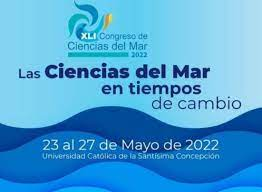 XLI Congreso de
Ciencias del Mar
2022
Las Ciencias del Mar
en tiempos
de cambio
23 al 27 de Mayo de 2022
Universidad Católica de la Santísima Concepción